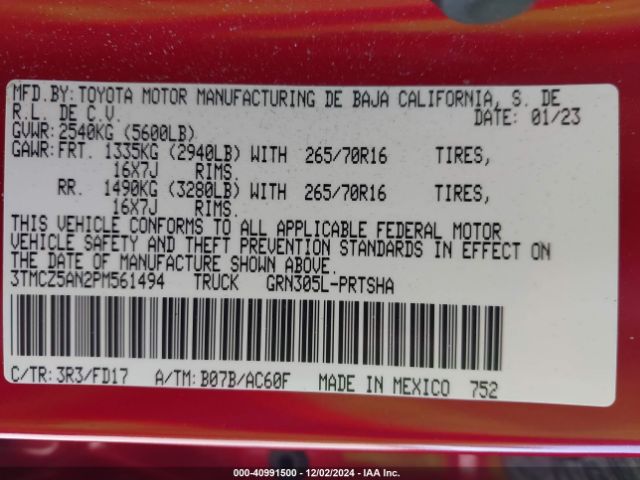 MFD.BY: TOYOTA MOTOR MANUFACTURING DE BAJA CALIFORNIA, S. DE
R.L. DE C.V. DATE: 01/23
GVWR: 2540KG (5600LB)
GAWR: FRT. 1335KG (2940LB) WITH 265/70R16 TIRES,
16X7J RIMS.
RR. 1490KG (3280LB) WITH 265/70R16 TIRES,
16X7J RIMS.
THIS VEHICLE CONFORMS TO ALL APPLICABLE FEDERAL MOTOR
VEHICLE SAFETY AND THEFT PREVENTION STANDARDS IN EFFECT ON
THE DATE OF MANUFACTURE SHOWN ABOVE.
3TMCZ5AN2PM561494 TRUCK GRN305L-PRTSHA
C/TR: 3R3/FD17 A/TM: B07B/AC60F MADE IN MEXICO 752
000-40991500 - 12/02/2024 - IAA Inc.